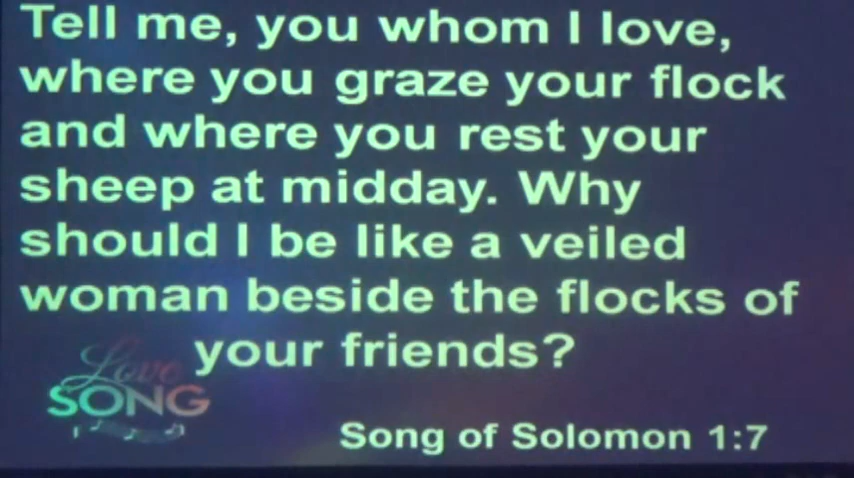 Tell me, you whom I love,
where you graze your flock
and where you rest your
sheep at midday. Why
should I be like a veiled
woman beside the flocks of
your friends?
Love
SONG
Song of Solomon 1:7